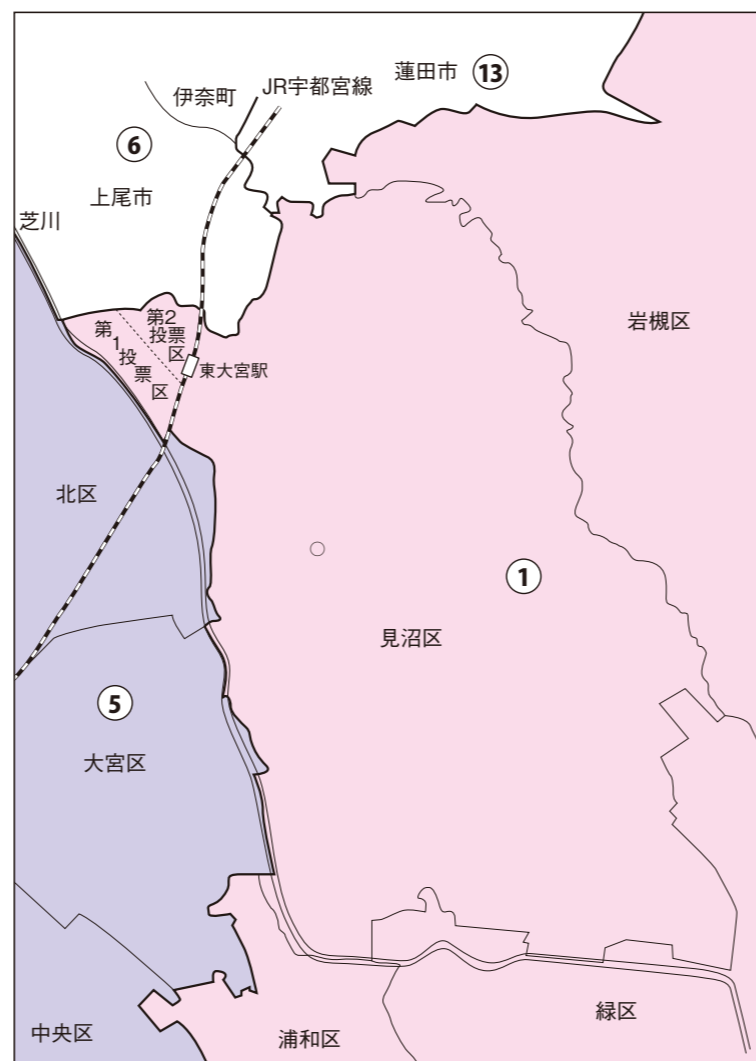 蓮田市 ⑬
JR宇都宮線
伊奈町
⑥
上尾市
芝川
岩槻区
第2投票区
第1投票区
東大宮駅
北区
①
見沼区
⑤
大宮区
緑区
中央区
浦和区